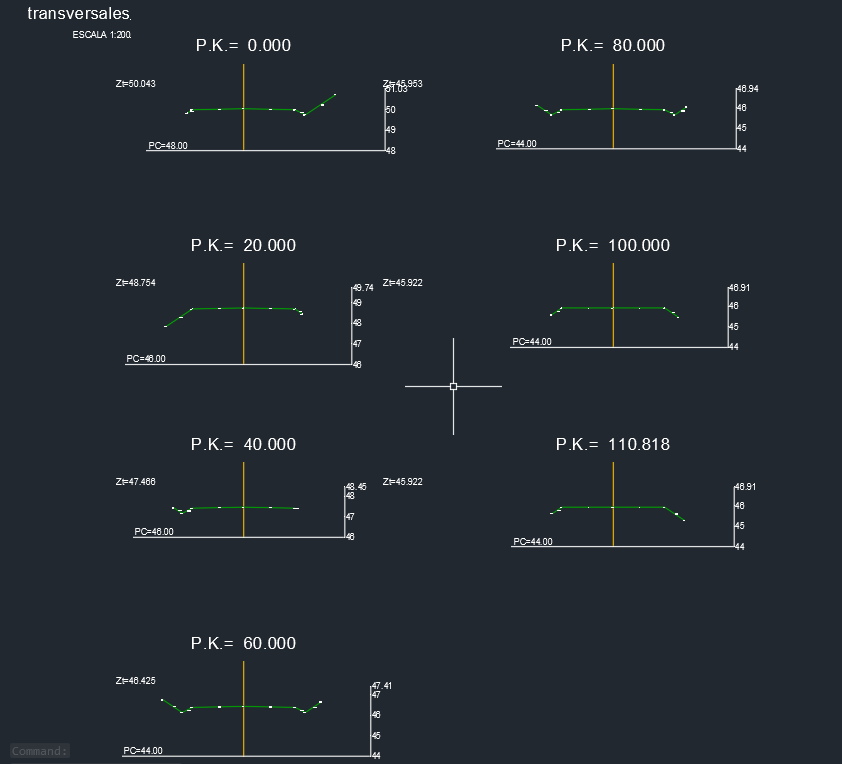 transversales.
ESCALA 1:200.
P.K.= 0.000
Zt=50.043
51.03
50
49
48
PC=48.00
P.K.= 80.000
Zt=45.953
46.94
46
45
44
PC=44.00
P.K.= 20.000
Zt=48.754
49.74
49
48
47
46
PC=46.00
P.K.= 100.000
Zt=45.922
46.91
46
45
44
PC=44.00
P.K.= 40.000
Zt=47.466
48.45
48
47
46
PC=46.00
P.K.= 110.818
Zt=45.922
46.91
46
45
44
PC=44.00
P.K.= 60.000
Zt=46.425
47.41
47
46
45
44
PC=44.00
Command: